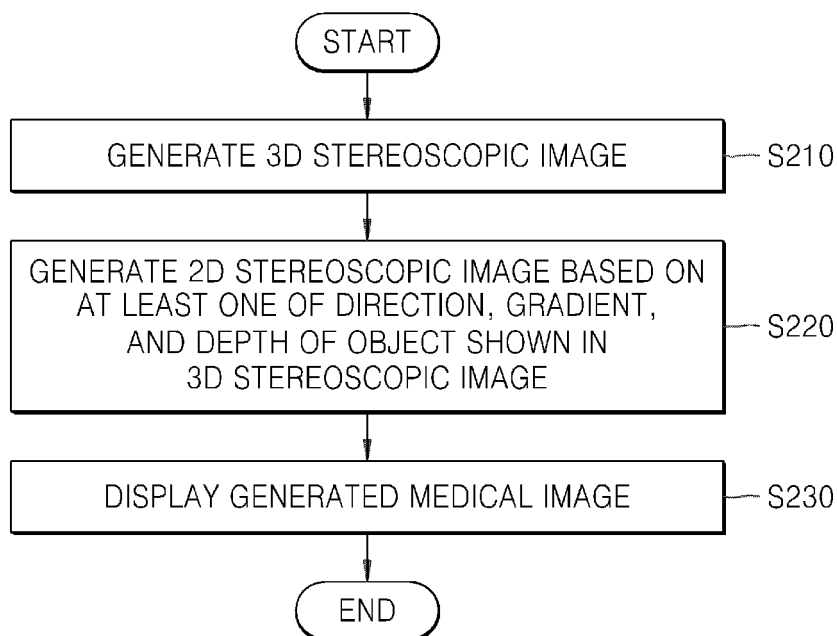 START
GENERATE 3D STEREOSCOPIC IMAGE
S210
GENERATE 2D STEREOSCOPIC IMAGE BASED ON
AT LEAST ONE OF DIRECTION, GRADIENT,
AND DEPTH OF OBJECT SHOWN IN
3D STEREOSCOPIC IMAGE
S220
DISPLAY GENERATED MEDICAL IMAGE
S230
END